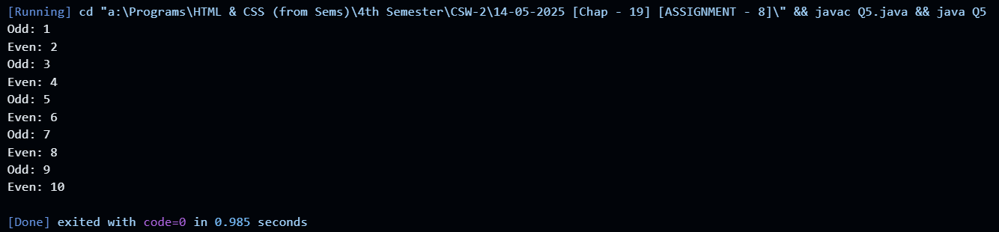 [Running] cd "a:\Programs\HTML & CSS (from Sems)\4th Semester\CSW-2\14-05-2025 [Chap - 19] [ASSIGNMENT - 8]\" && javac Q5.java && java Q5
Odd: 1
Even: 2
Odd: 3
Even: 4
Odd: 5
Even: 6
Odd: 7
Even: 8
Odd: 9
Even: 10

[Done] exited with code=0 in 0.985 seconds